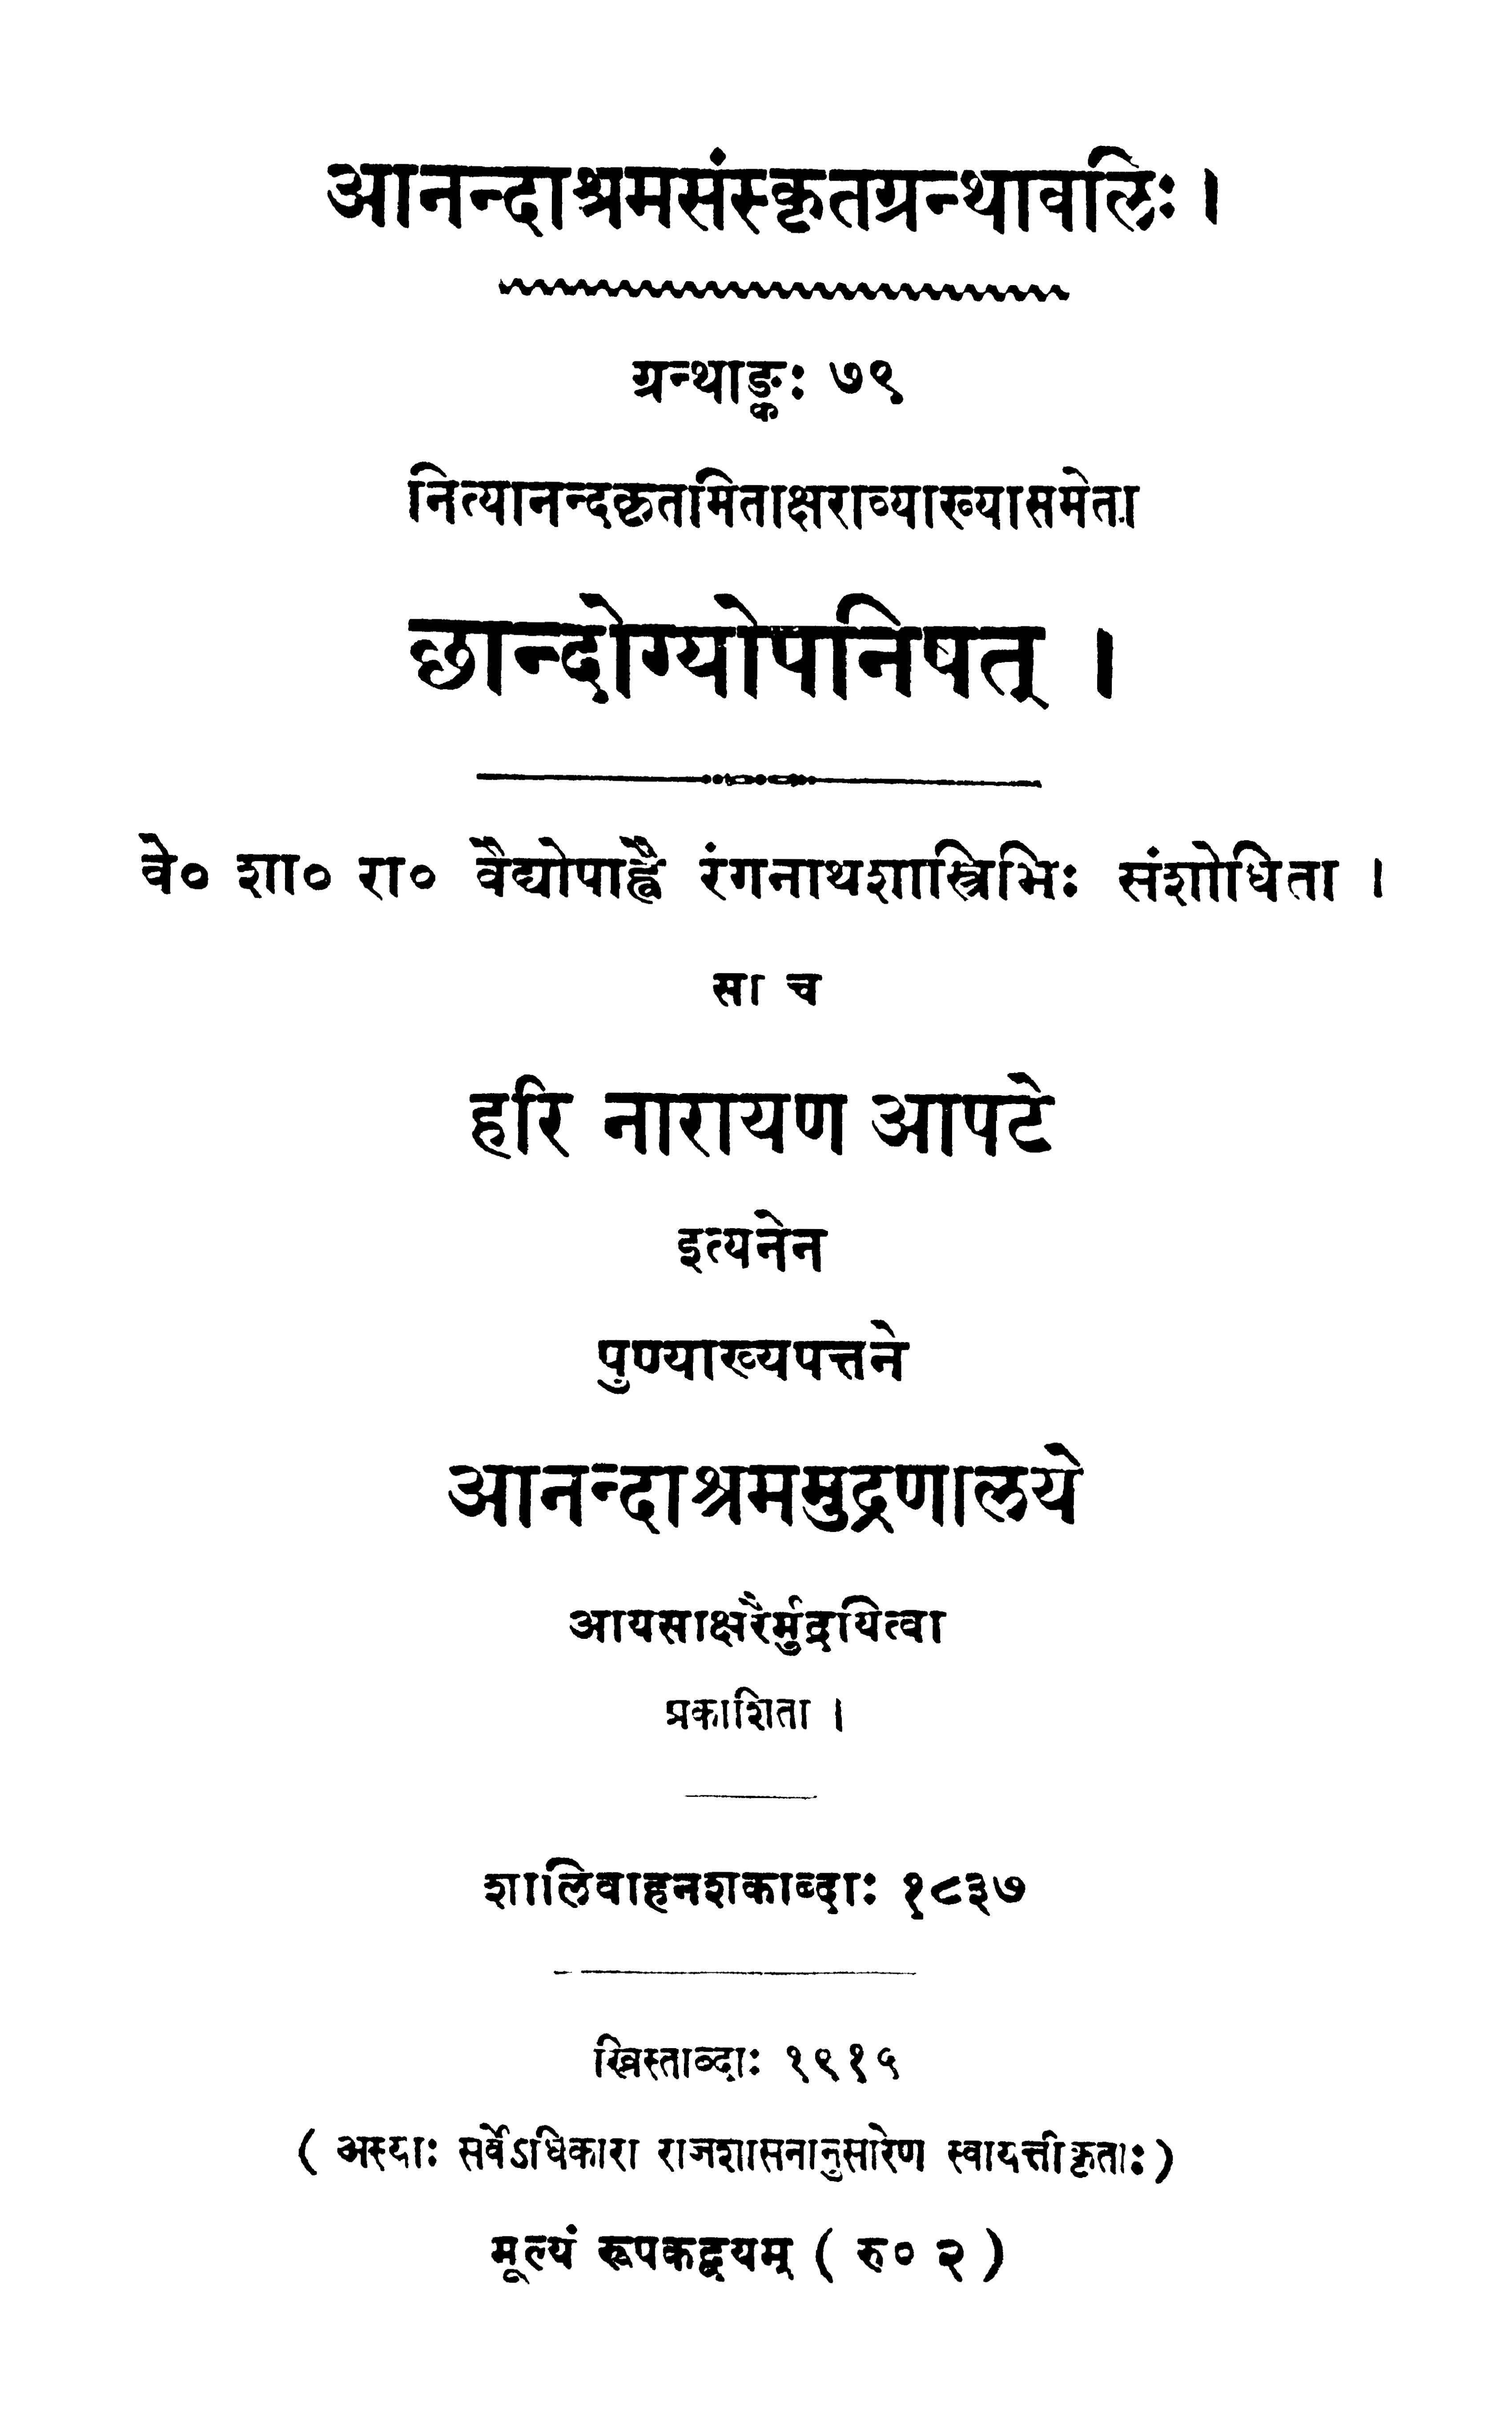 आनन्दाश्रमसंस्कृतग्रन्थावलिः ।
ग्रन्थाङ्कः ७९
नित्यानन्दकृतमिताक्षराव्याख्यासमेता
छान्दोग्योपनिषत् ।
वे० शा० रा० वैद्योपाह्वै रंगनाथशास्त्रिभिः संशोधिता ।
सा च
हरि नारायण आपटे
इत्यनेन
पुण्याख्यपत्तने
आनन्दाश्रममुद्रणालये
आयसाक्षरैर्मुद्रयित्वा
प्रकाशिता ।
शालिवाहनशकाब्दाः १८३७
ख्रिस्ताब्दाः १९१५
( अस्याः सर्वेऽधिकारा राजशासनानुसारेण स्वायत्तीकृताः )
मूल्यं रूपकद्वयम् ( रु० २ )